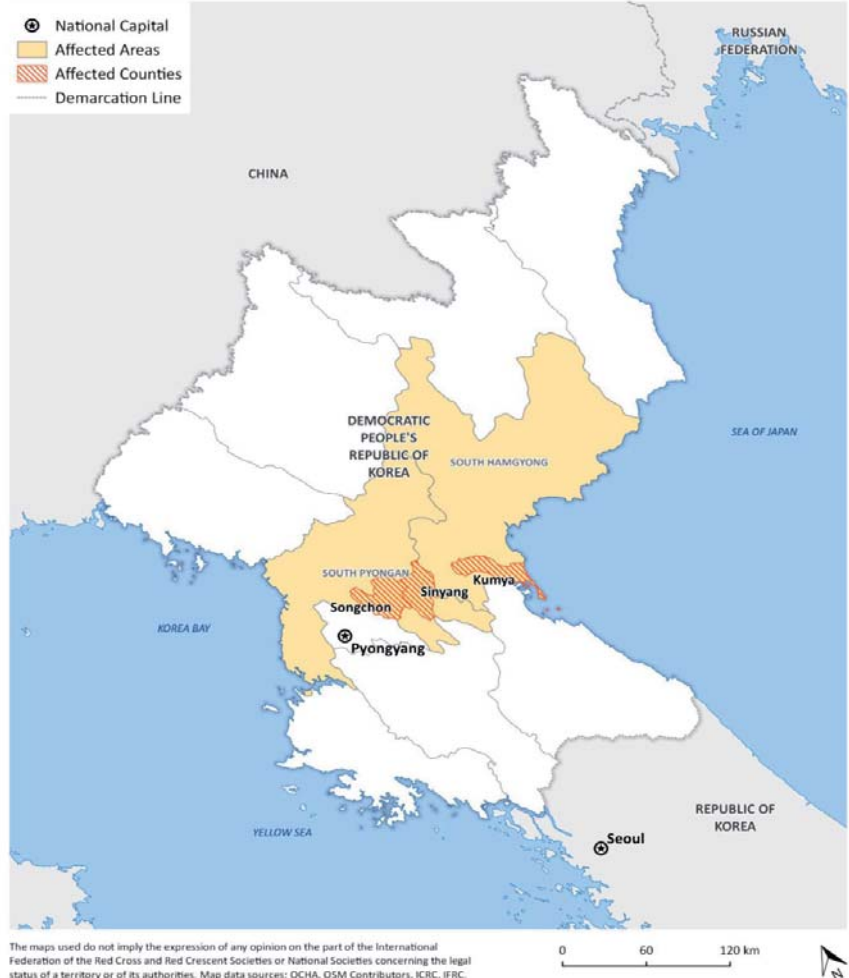 National Capital
Affected Areas
Affected Counties
Demarcation Line
RUSSIAN
FEDERATION
CHINA
DEMOCRATIC
PEOPLE'S
REPUBLIC OF
KOREA
SEA OF JAPAN
SOUTH HAMGYONG
SOUTH PYONGAN
Kumya
Sinyang
Songchon
KOREA BAY
Pyongyang
REPUBLIC OF
KOREA
YELLOW SEA
Seoul
The maps used do not imply the expression of any opinion on the part of the International
Federation of the Red Cross and Red Crescent Societies or National Societies concerning the legal
status of a territory or of its authorities. Map data sources: OCHA, OSM Contributors, ICRC, IFRC.
0 60 120 km
N